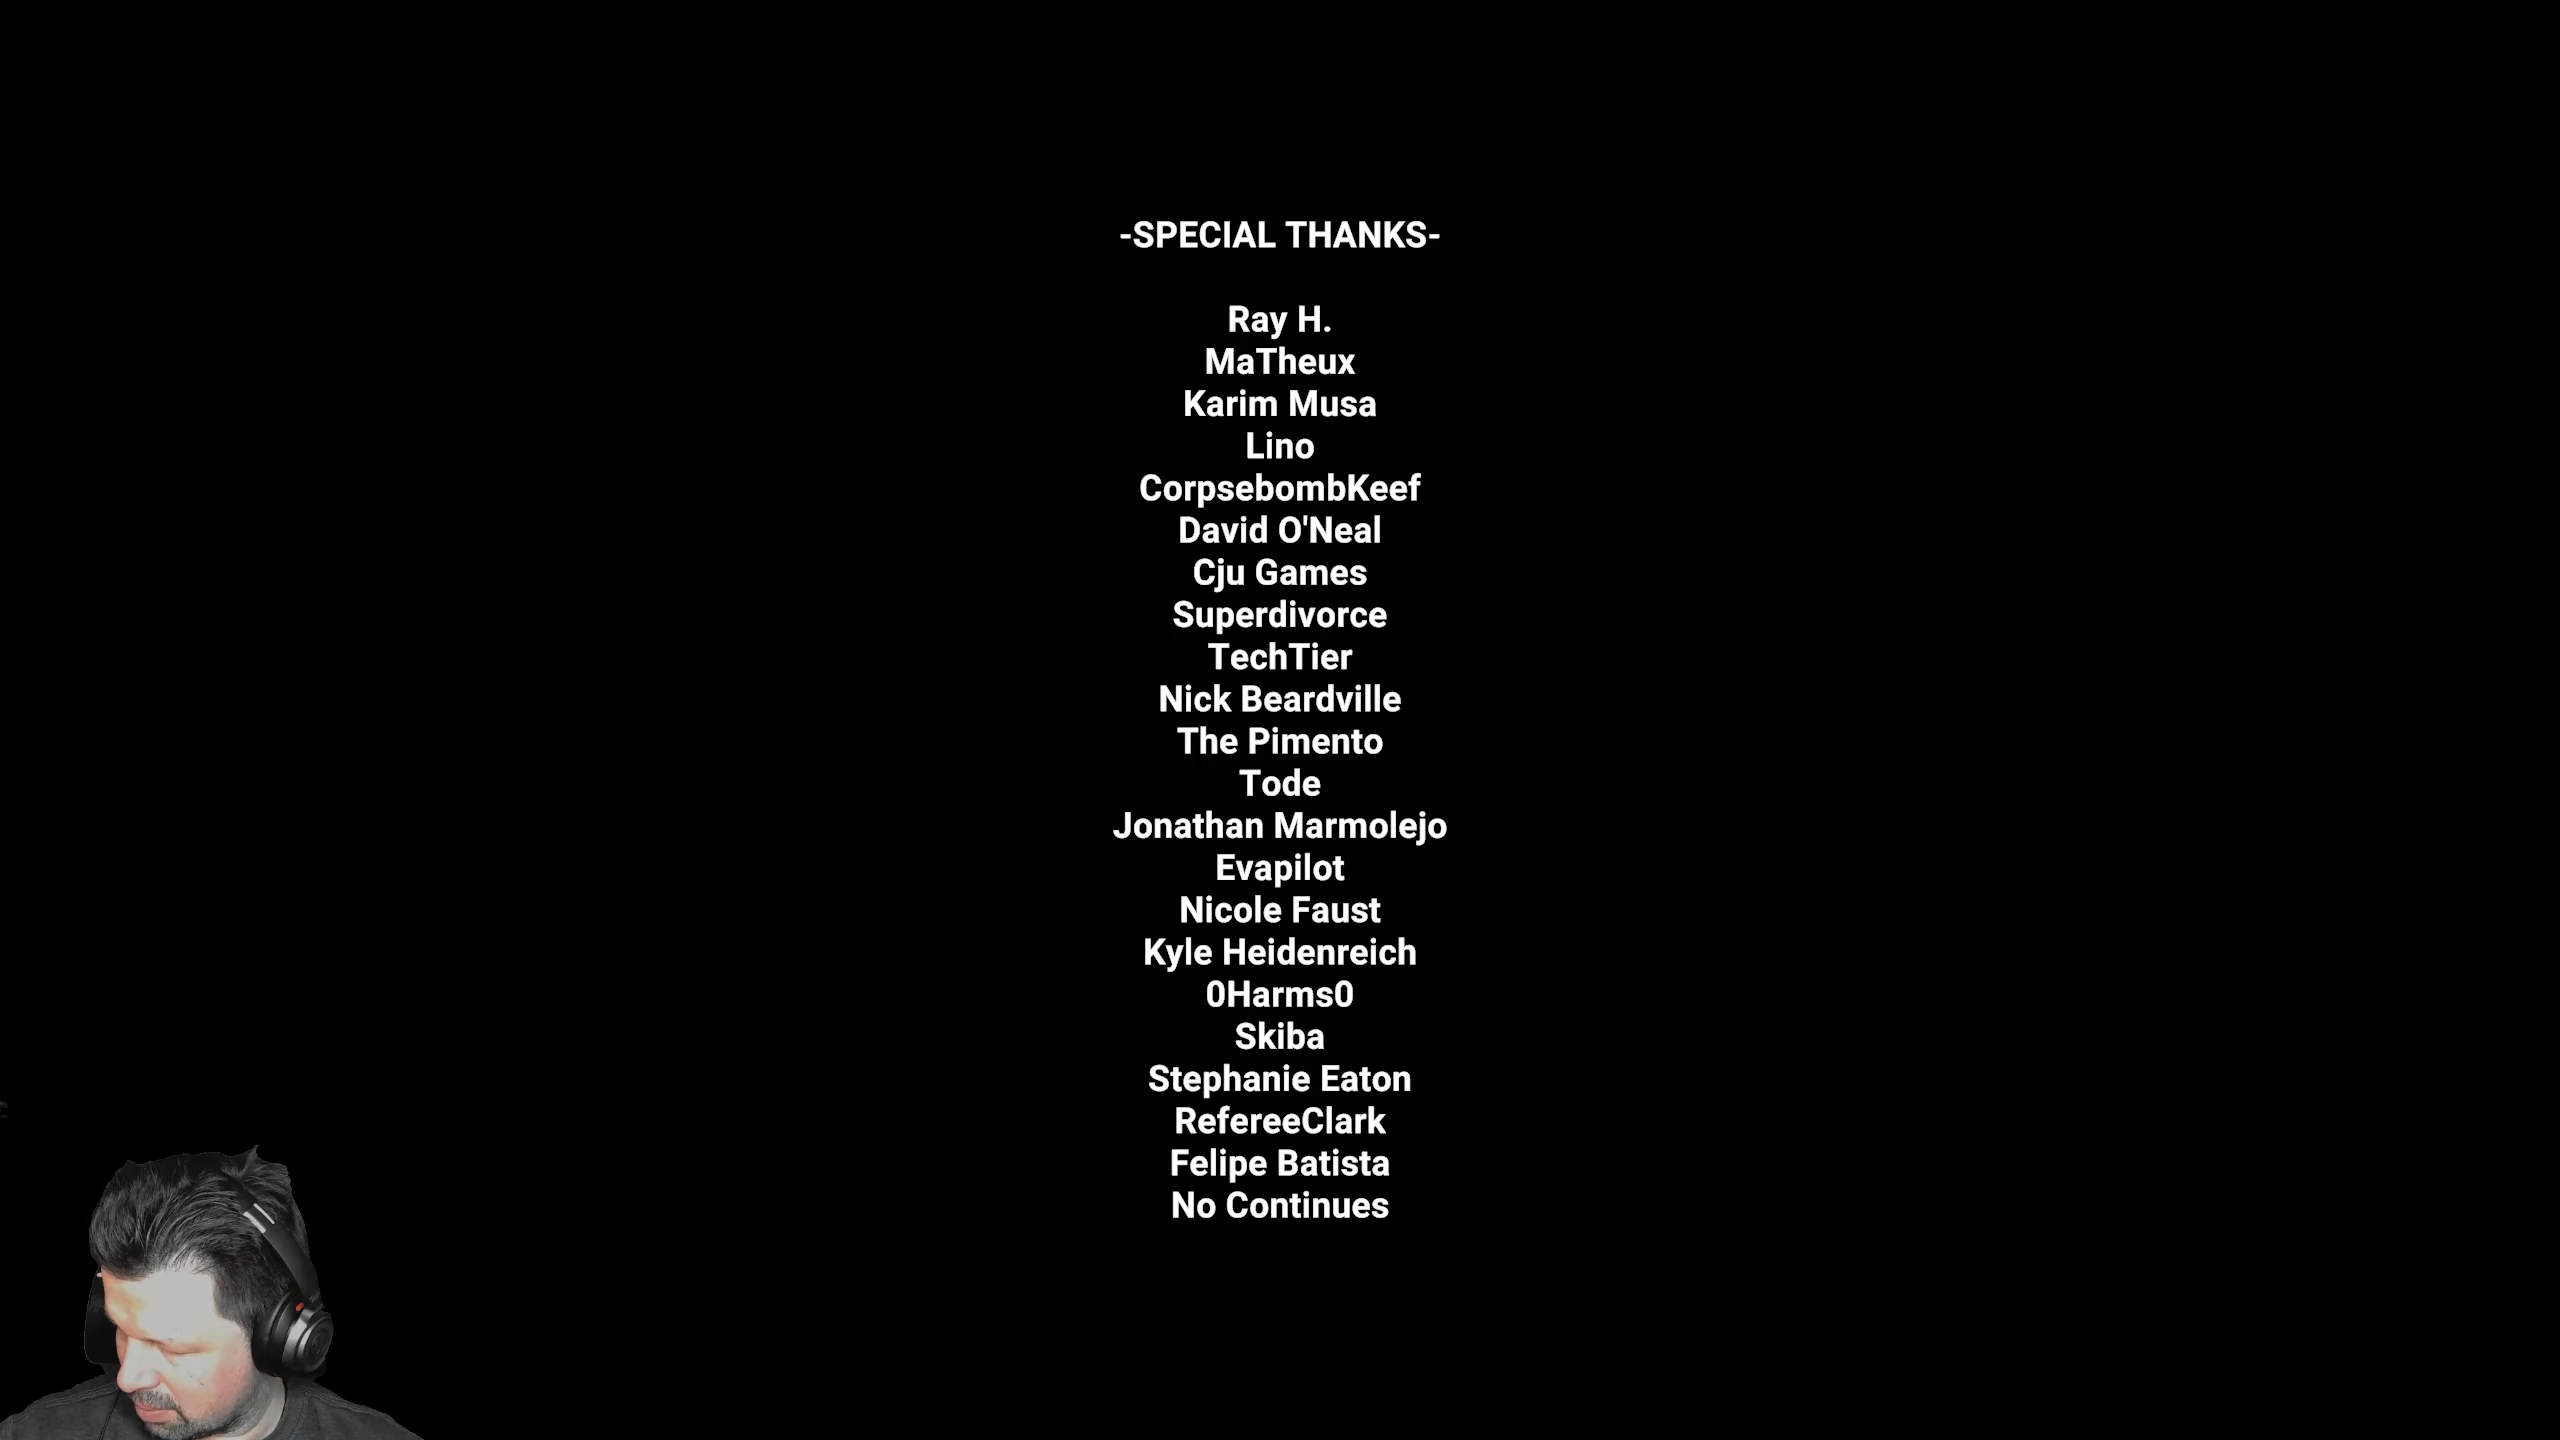 -SPECIAL THANKS-
Ray H.
MaTheux
Karim Musa
Lino
CorpsebombKeef
David O'Neal
Cju Games
Superdivorce
TechTier
Nick Beardville
The Pimento
Tode
Jonathan Marmolejo
Evapilot
Nicole Faust
Kyle Heidenreich
0Harms0
Skiba
Stephanie Eaton
RefereeClark
Felipe Batista
No Continues